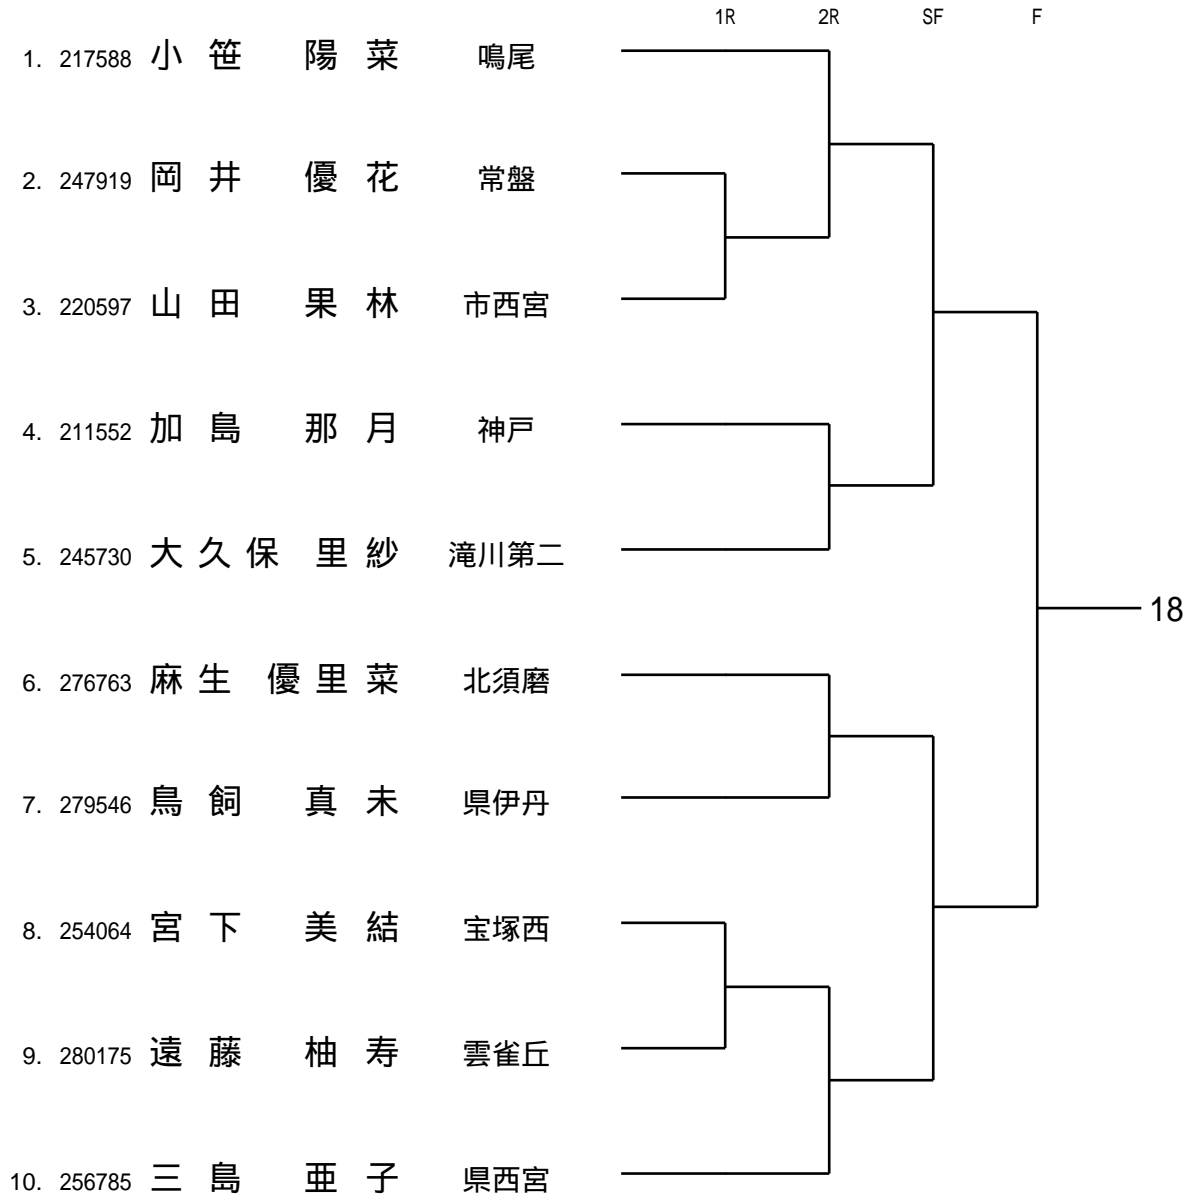 1R 2R SF F
1. 217588 小笹 陽菜 鳴尾
2. 247919 岡井 優花 常盤
3. 220597 山田 果林 市西宮
4. 211552 加島 那月 神戸
5. 245730 大久保 里紗 滝川第二
18
6. 276763 麻生 優里菜 北須磨
7. 279546 鳥飼 真未 県伊丹
8. 254064 宮下 美結 宝塚西
9. 280175 遠藤 柚寿 雲雀丘
10. 256785 三島 亜子 県西宮